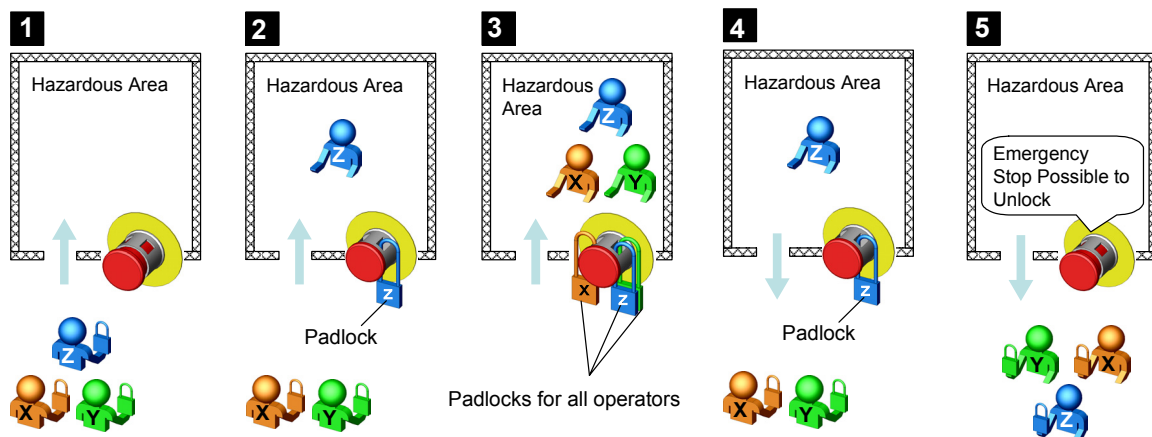 1
Hazardous Area
Z
X
Y
2
Hazardous Area
Z
Z
Padlock
X
Y
3
Hazardous
Area
Z
X
Y
X
Z
Padlocks for all operators
4
Hazardous Area
Z
Z
Padlock
X
Y
5
Hazardous Area
Emergency
Stop Possible to
Unlock
Y
X
Z